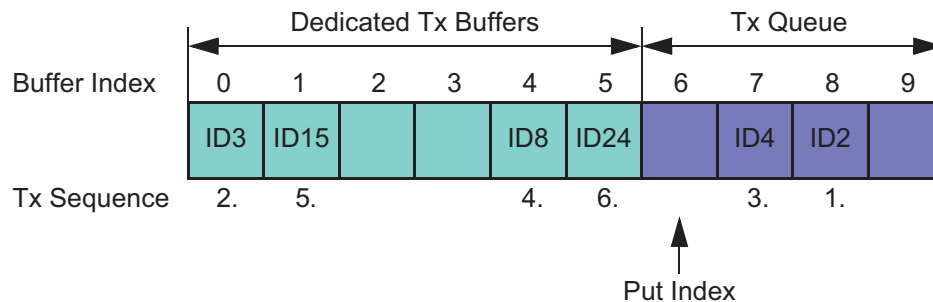 Dedicated Tx Buffers Tx Queue
Buffer Index 0 1 2 3 4 5 6 7 8 9
ID3 ID15 ID8 ID24 ID4 ID2
Tx Sequence 2. 5. 4. 6. 3. 1.
Put Index